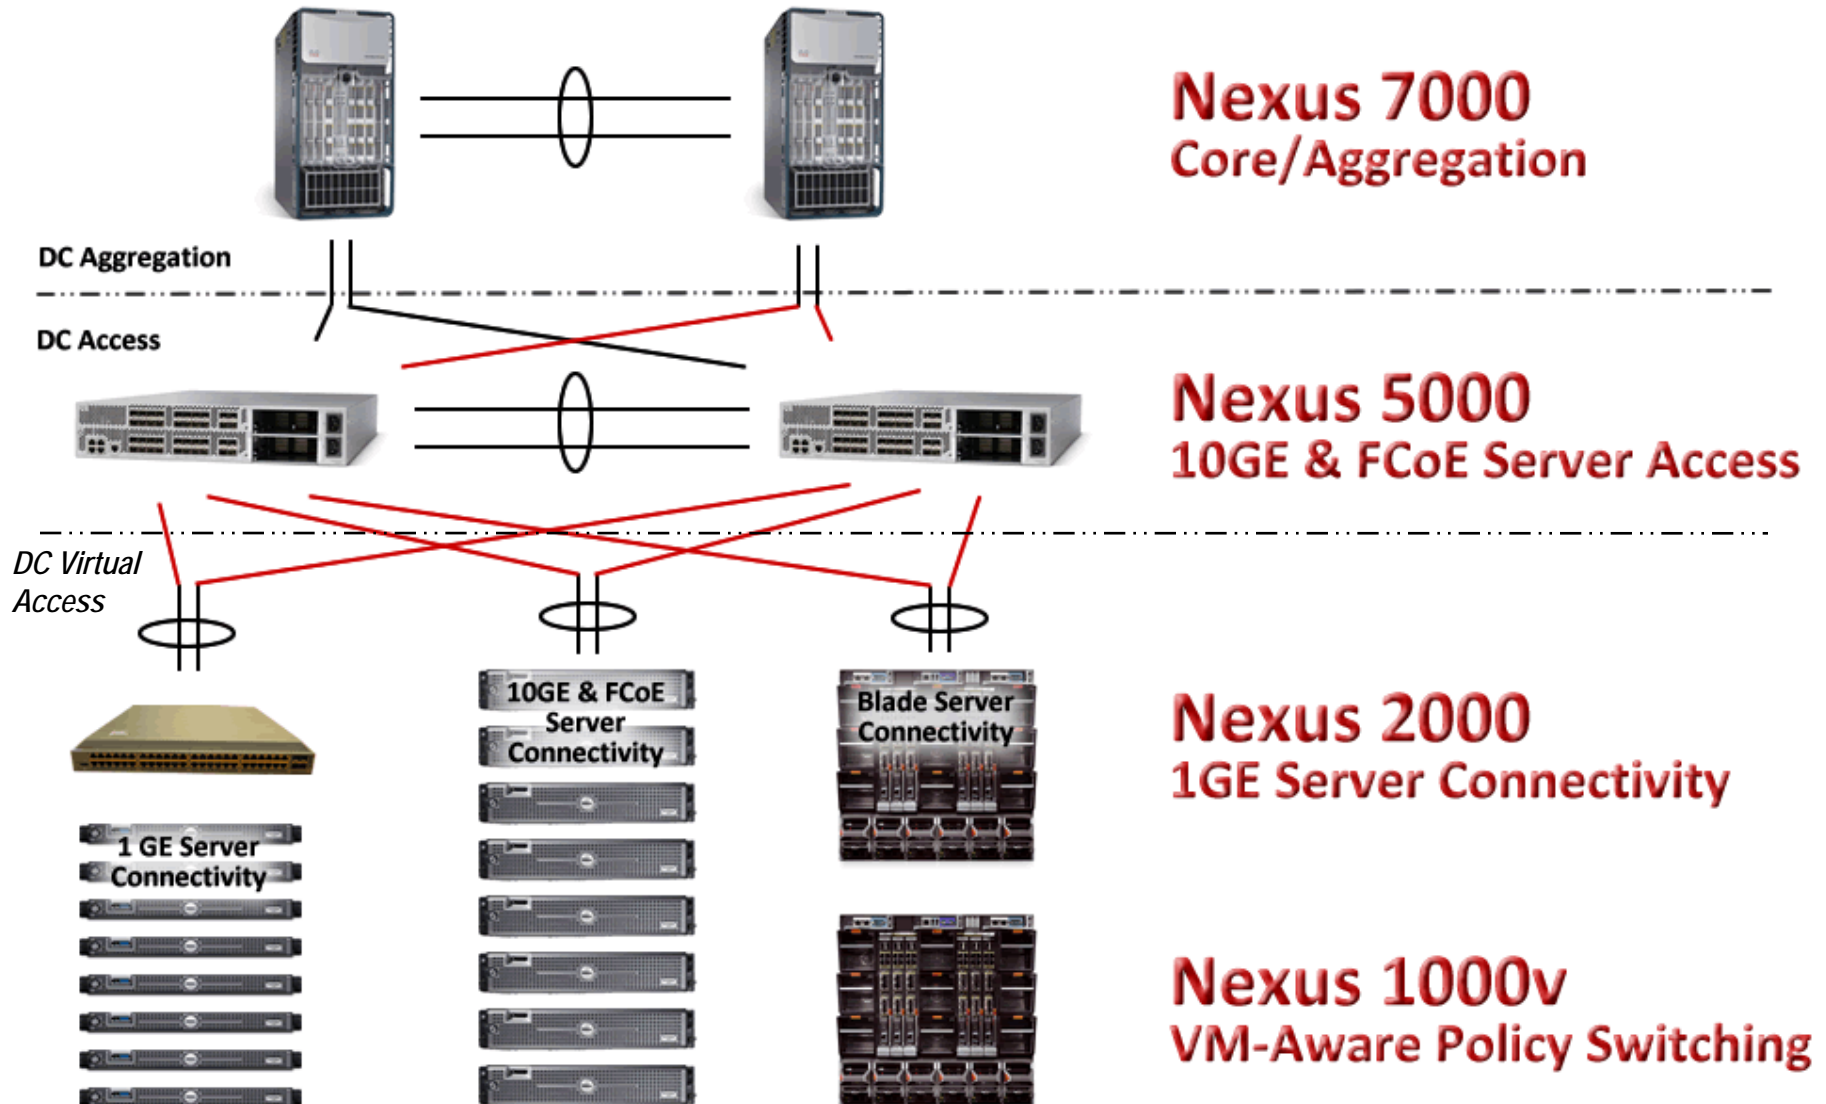 Nexus 7000
Core/Aggregation
DC Aggregation
DC Access
Nexus 5000
10GE & FCoE Server Access
DC Virtual
Access
10GE & FCoE
Server
Connectivity
Blade Server
Connectivity
Nexus 2000
1GE Server Connectivity
1 GE Server
Connectivity
Nexus 1000v
VM-Aware Policy Switching